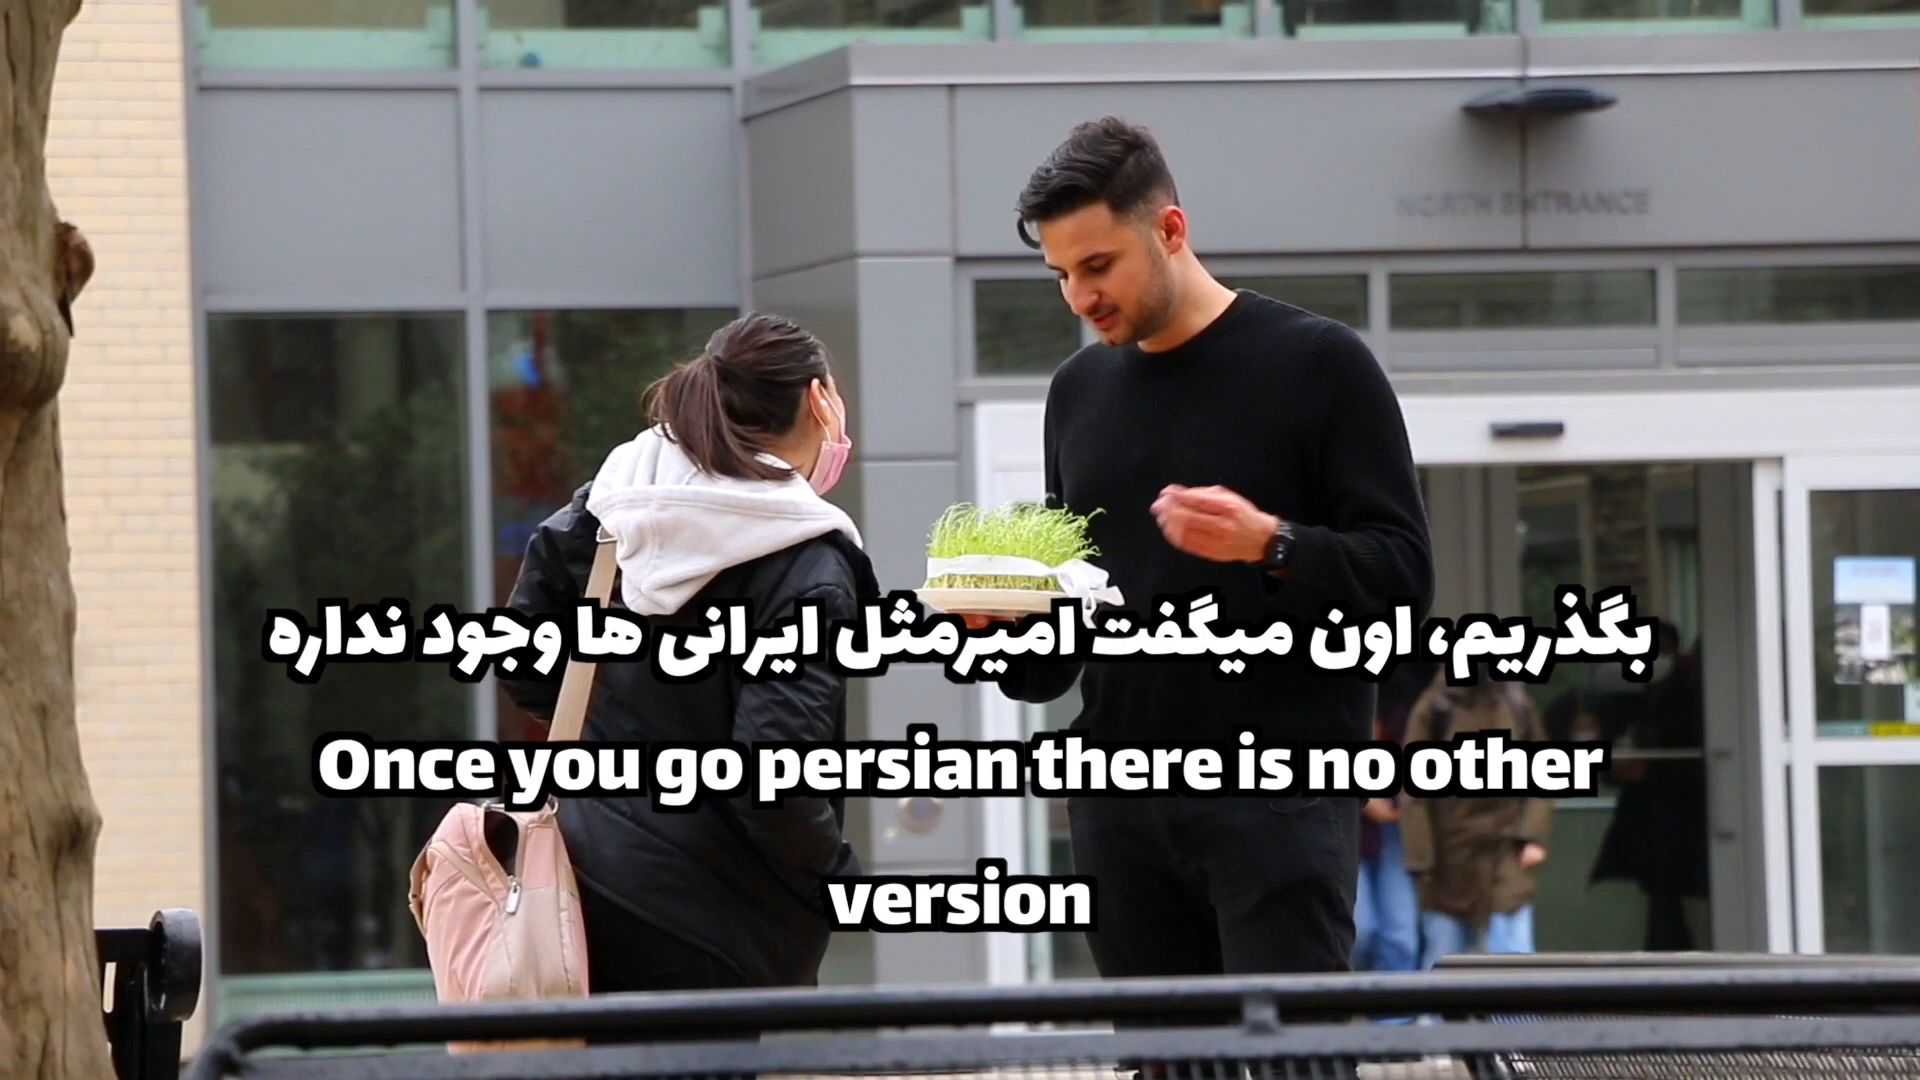 NORTH ENTRANCE
بگذریم، اون میگفت امیرمثل ایرانی ها وجود نداره
Once you go persian there is no other
version